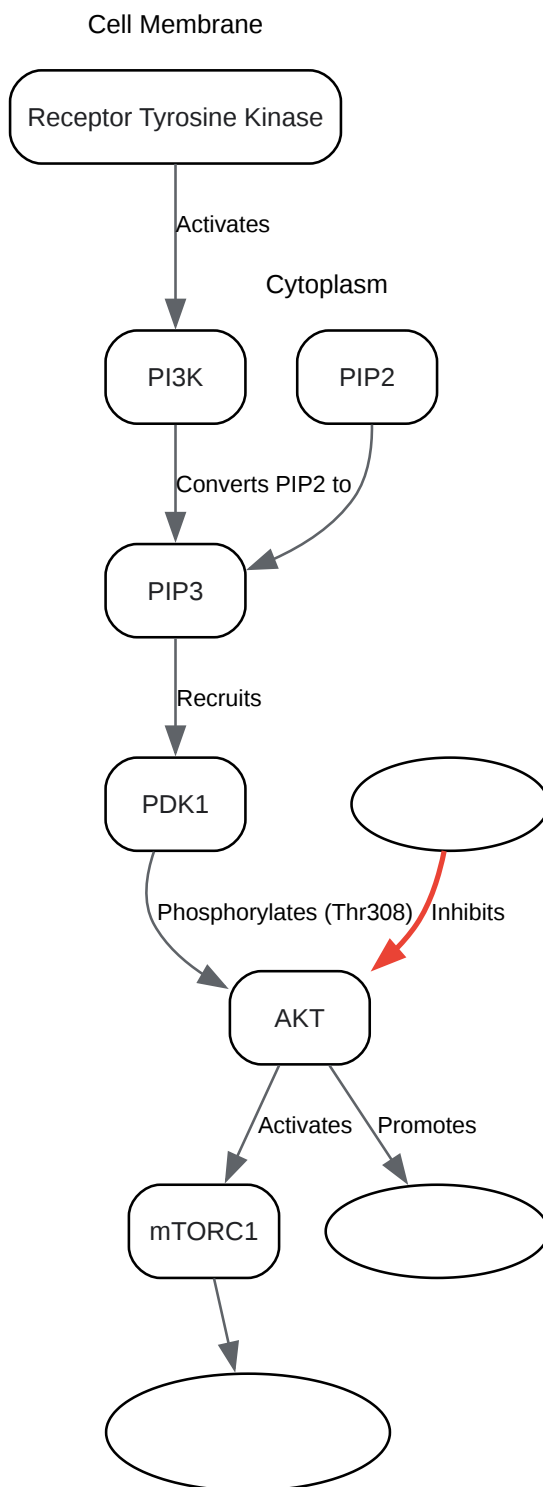 Cell Membrane
Receptor Tyrosine Kinase
Activates
Cytoplasm
PI3K
PIP2
Converts PIP2 to
PIP3
Recruits
PDK1
Phosphorylates (Thr308)
Inhibits
AKT
Activates
Promotes
mTORC1